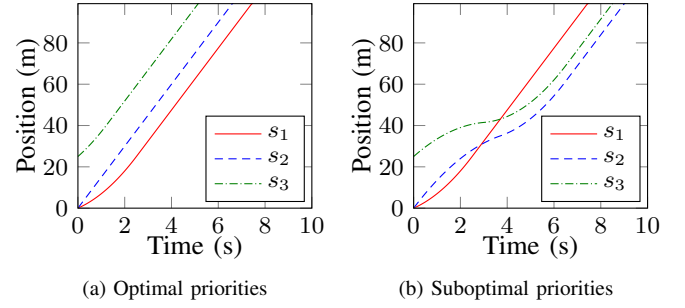 80
60
40
20
0
Position (m)
s1
s2
s3
0 2 4 6 8 10
Time (s)
(a) Optimal priorities
80
60
40
20
0
Position (m)
s1
s2
s3
0 2 4 6 8 10
Time (s)
(b) Suboptimal priorities